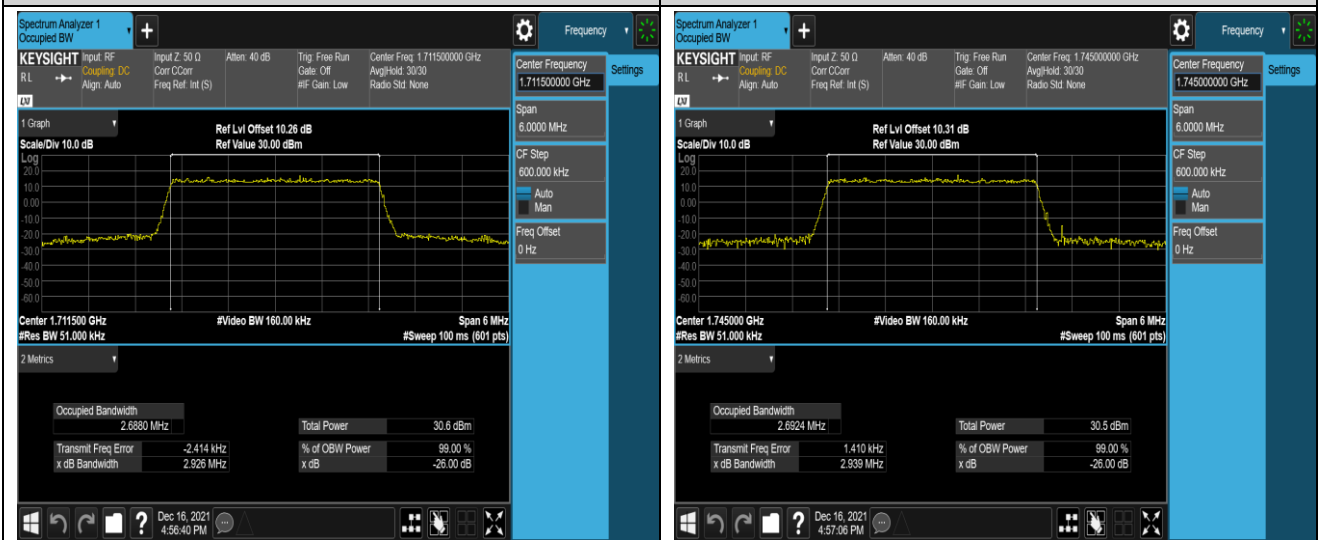 Spectrum Analyzer 1
Occupied BW
+
Frequency
KEYSIGHT
RL
LXI
Input: RF
Coupling: DC
Align: Auto
Input Z: 50 Ω
Corr CCorr
Freq Ref: Int (S)
Atten: 40 dB
Trig: Free Run
Gate: Off
#IF Gain: Low
Center Freq: 1.711500000 GHz
Avg|Hold: 30/30
Radio Std: None
Center Frequency
1.711500000 GHz
Settings
Span
6.0000 MHz
CF Step
600.000 kHz
Auto
Man
Freq Offset
0 Hz
1 Graph
Scale/Div 10.0 dB
Ref Lvl Offset 10.26 dB
Ref Value 30.00 dBm
Log
20.0
10.0
0.00
-10.0
-20.0
-30.0
-40.0
-50.0
-60.0
Center 1.711500 GHz
#Res BW 51.000 kHz
#Video BW 160.00 kHz
Span 6 MHz
#Sweep 100 ms (601 pts)
2 Metrics
Occupied Bandwidth
2.6880 MHz
Total Power 30.6 dBm
Transmit Freq Error -2.414 kHz
% of OBW Power 99.00 %
x dB Bandwidth 2.926 MHz
x dB -26.00 dB
?
Dec 16, 2021
4:56:40 PM
Spectrum Analyzer 1
Occupied BW
+
Frequency
KEYSIGHT
RL
LXI
Input: RF
Coupling: DC
Align: Auto
Input Z: 50 Ω
Corr CCorr
Freq Ref: Int (S)
Atten: 40 dB
Trig: Free Run
Gate: Off
#IF Gain: Low
Center Freq: 1.745000000 GHz
Avg|Hold: 30/30
Radio Std: None
Center Frequency
1.745000000 GHz
Settings
Span
6.0000 MHz
CF Step
600.000 kHz
Auto
Man
Freq Offset
0 Hz
1 Graph
Scale/Div 10.0 dB
Ref Lvl Offset 10.31 dB
Ref Value 30.00 dBm
Log
20.0
10.0
0.00
-10.0
-20.0
-30.0
-40.0
-50.0
-60.0
Center 1.745000 GHz
#Res BW 51.000 kHz
#Video BW 160.00 kHz
Span 6 MHz
#Sweep 100 ms (601 pts)
2 Metrics
Occupied Bandwidth
2.6924 MHz
Total Power 30.5 dBm
Transmit Freq Error 1.410 kHz
% of OBW Power 99.00 %
x dB Bandwidth 2.939 MHz
x dB -26.00 dB
?
Dec 16, 2021
4:57:06 PM